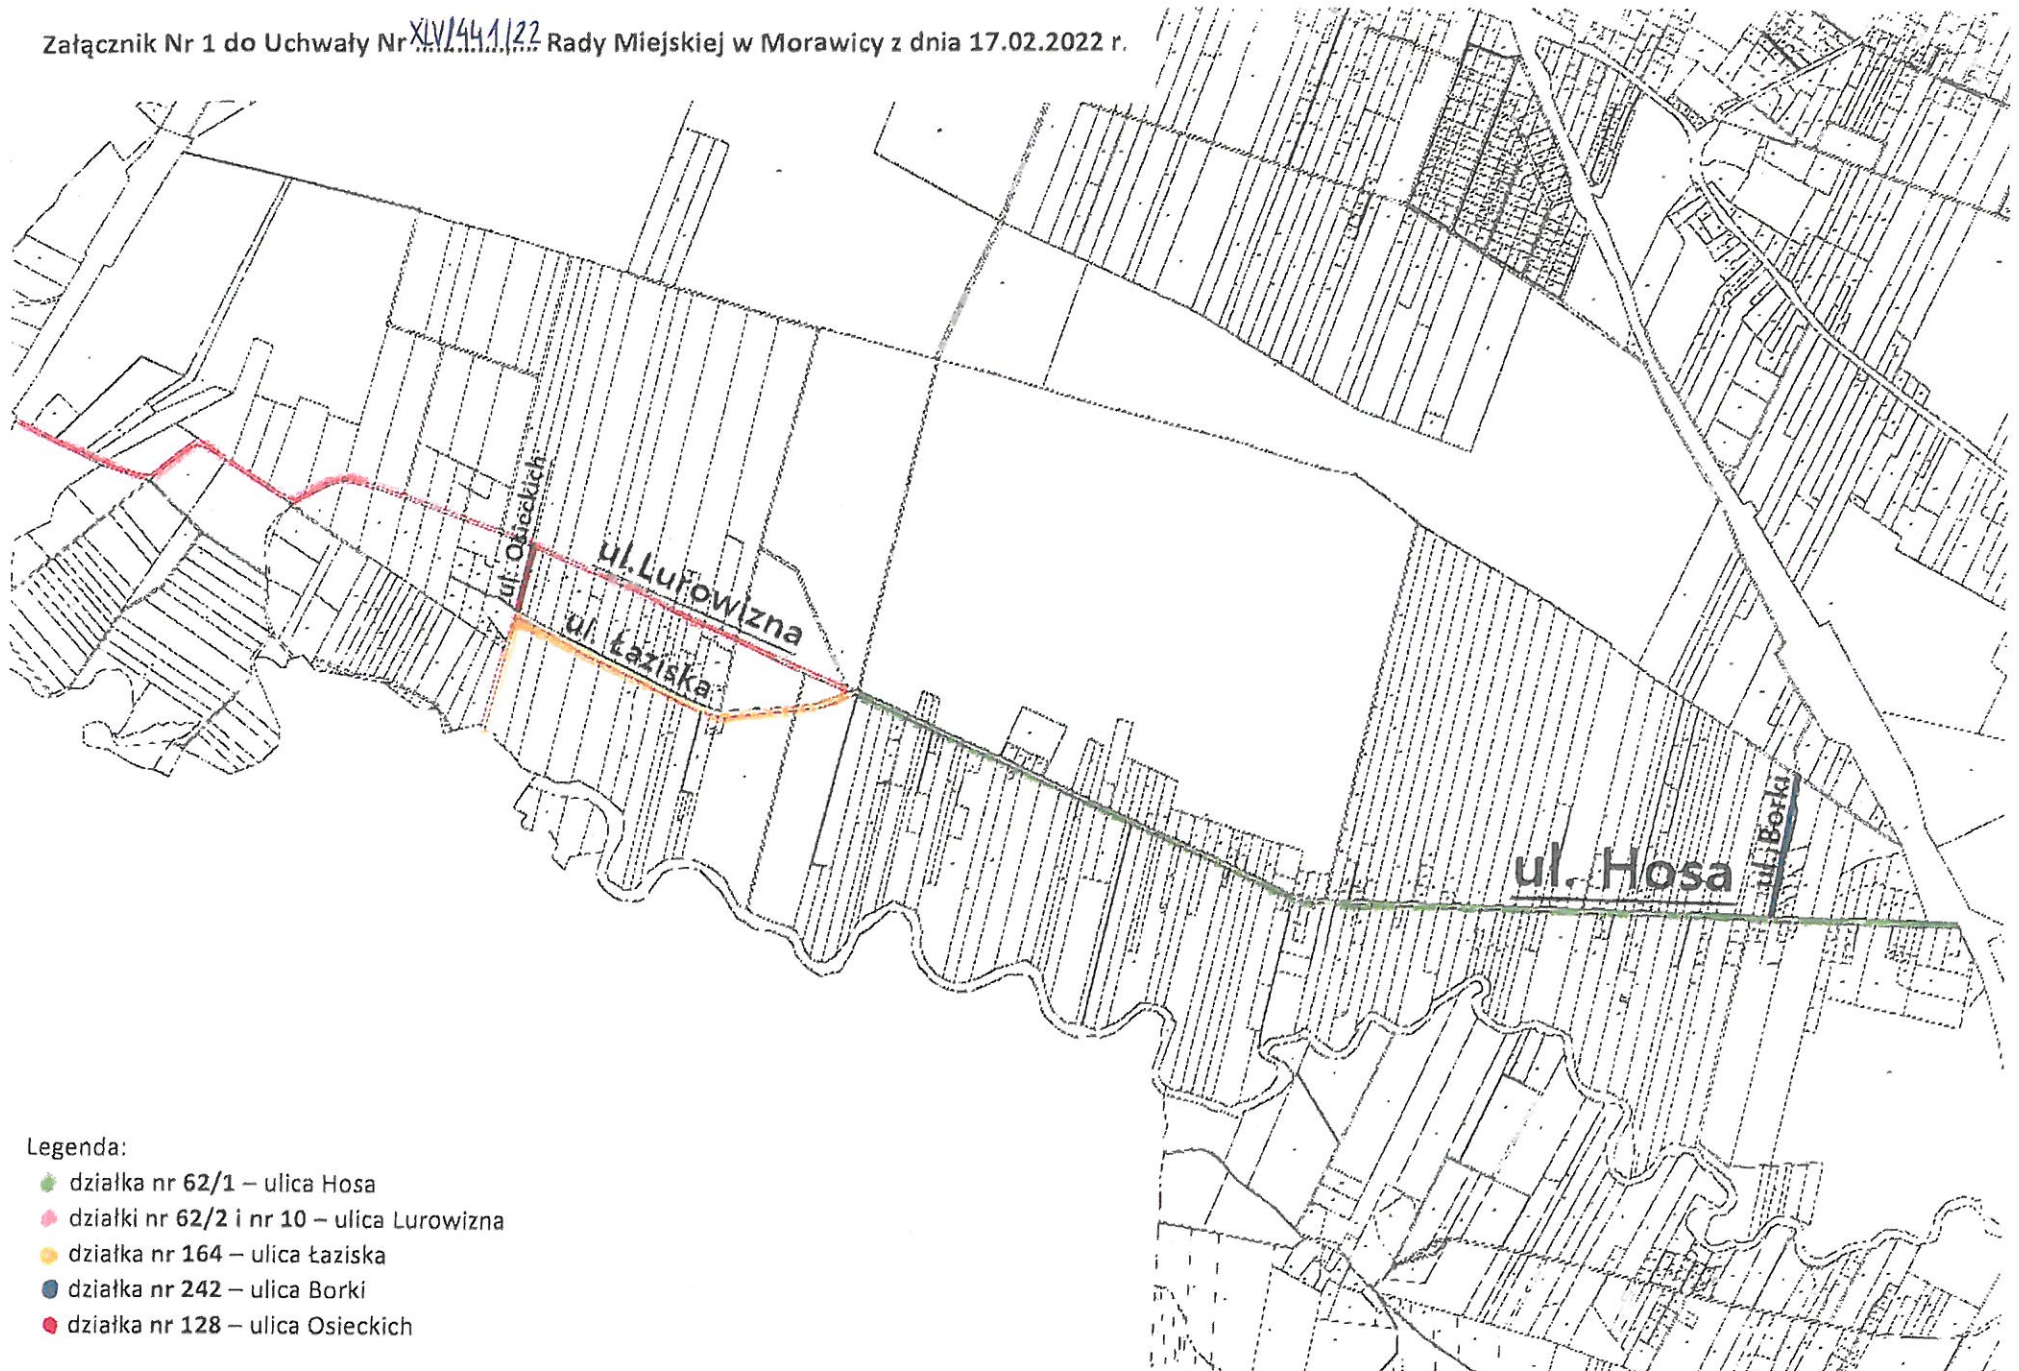 Załącznik Nr 1 do Uchwały Nr XLV/441/22 Rady Miejskiej w Morawicy z dnia 17.02.2022 r.
ul. Osieckich
ul. Lurowizna
ul. Łaziska
ul. Borki
ul. Hosa
Legenda:
działka nr 62/1 – ulica Hosa
działki nr 62/2 i nr 10 – ulica Lurowizna
działka nr 164 – ulica Łaziska
działka nr 242 – ulica Borki
działka nr 128 – ulica Osieckich